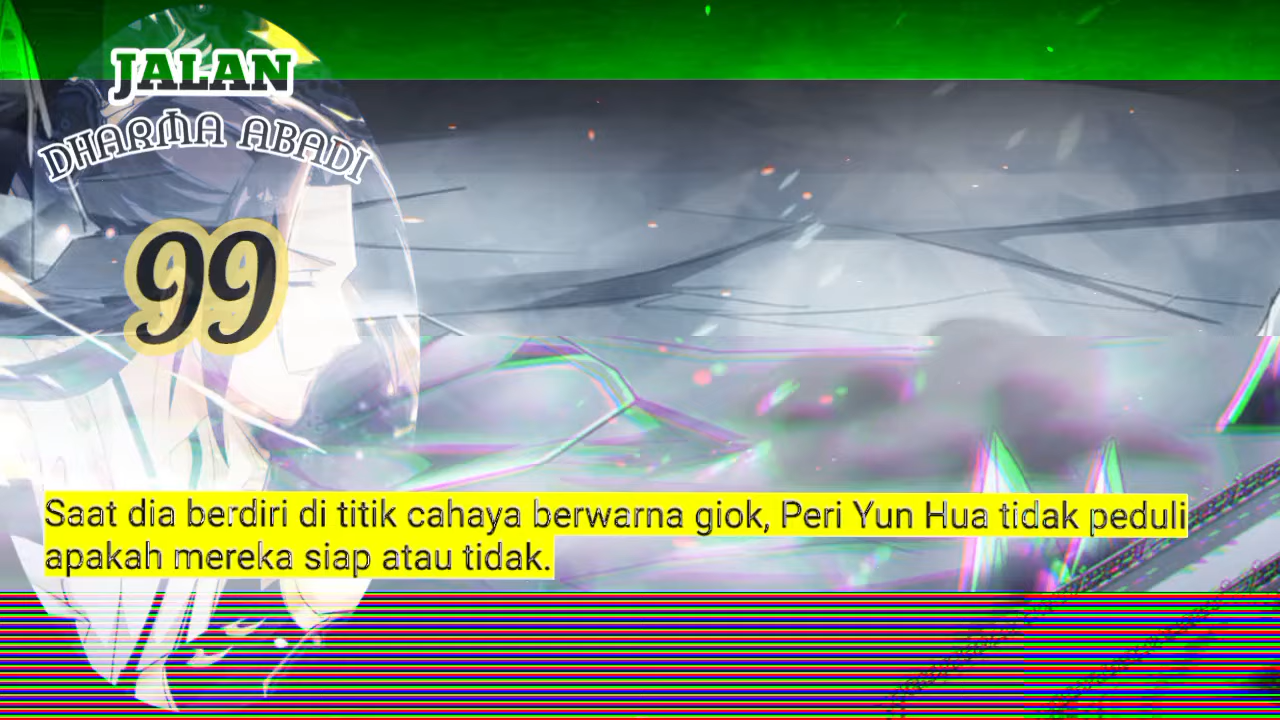 JALAN
DHARMA ABADI
99
Saat dia berdiri di titik cahaya berwarna giok, Peri Yun Hua tidak peduli
apakah mereka siap atau tidak.